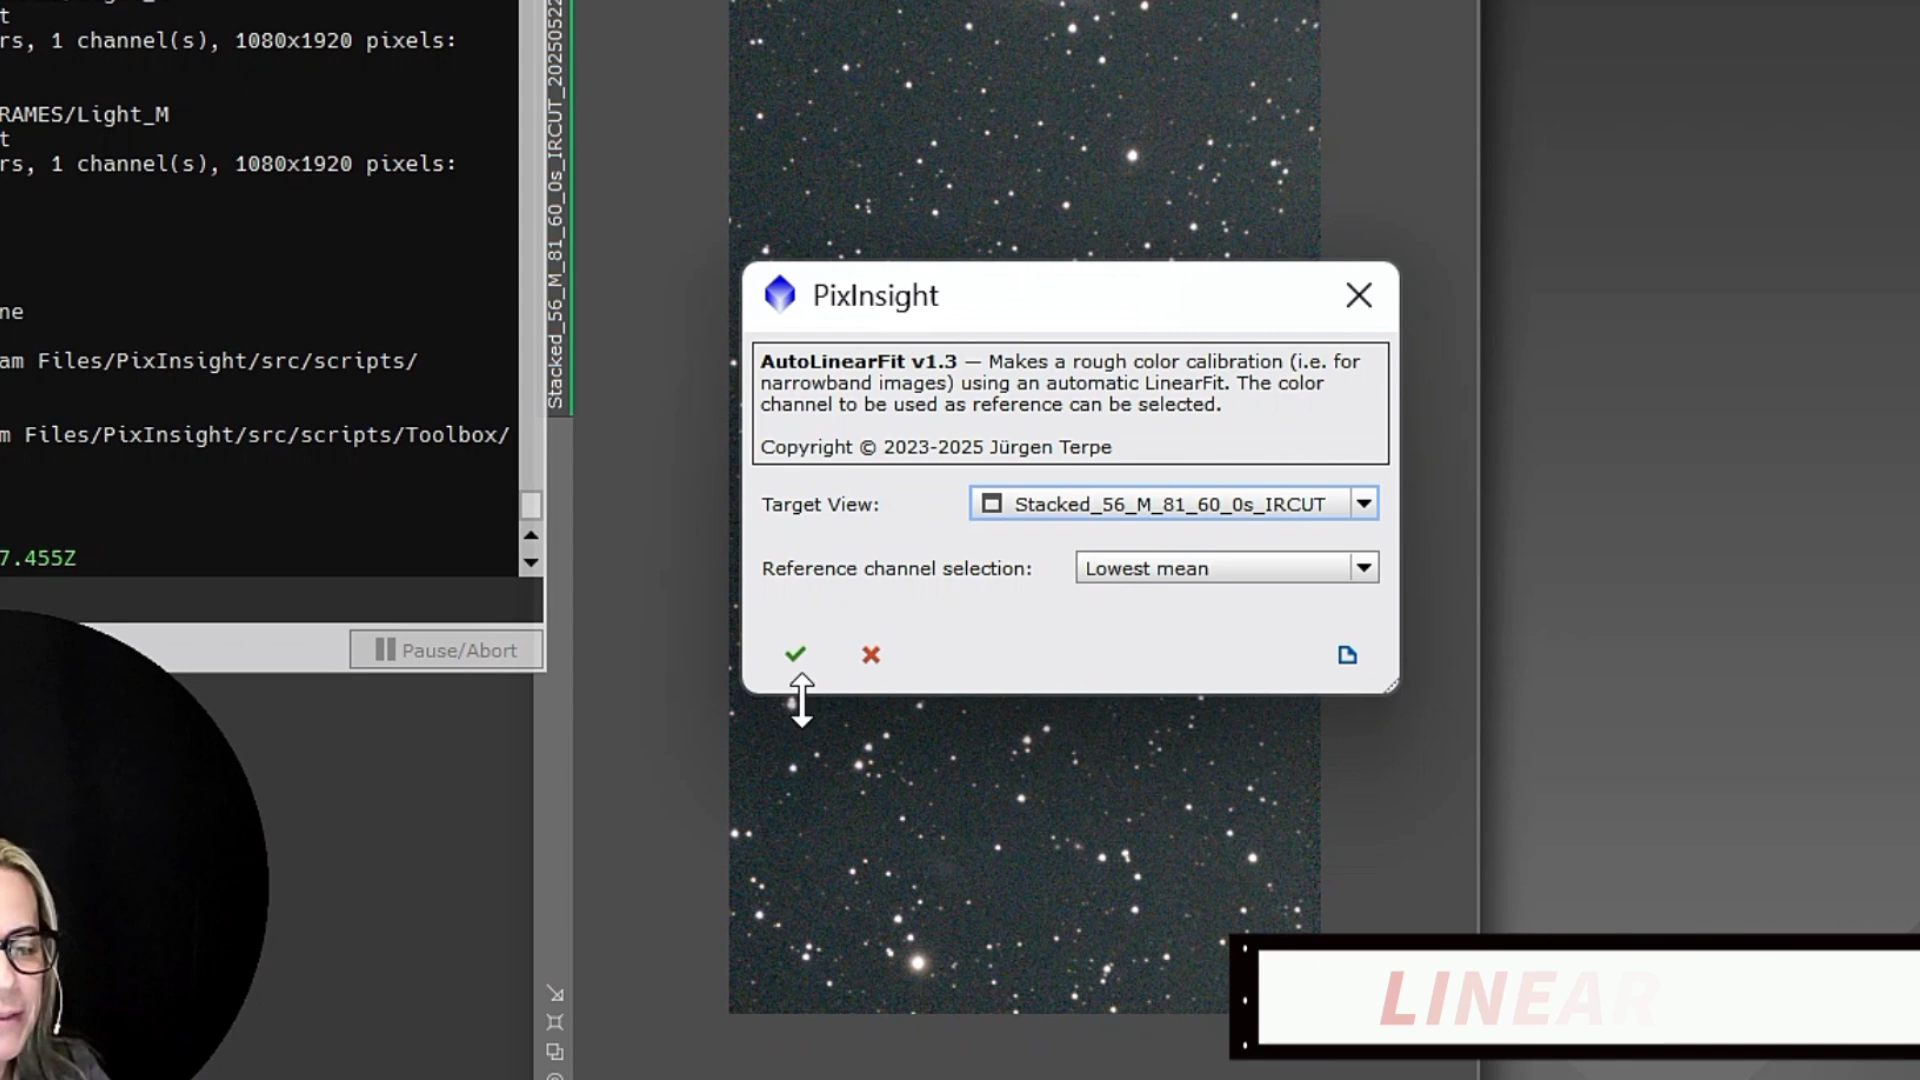 t
rs, 1 channel(s), 1080x1920 pixels:
RAMES/Light_M
t
rs, 1 channel(s), 1080x1920 pixels:
ne
am Files/PixInsight/src/scripts/
m Files/PixInsight/src/scripts/Toolbox/
7.455Z
Pause/Abort
Stacked_56_M_81_60_0s_IRCUT_2025052
PixInsight
AutoLinearFit v1.3 — Makes a rough color calibration (i.e. for
narrowband images) using an automatic LinearFit. The color
channel to be used as reference can be selected.
Copyright © 2023-2025 Jürgen Terpe
Target View:
Stacked_56_M_81_60_0s_IRCUT
Reference channel selection:
Lowest mean
LINEAR